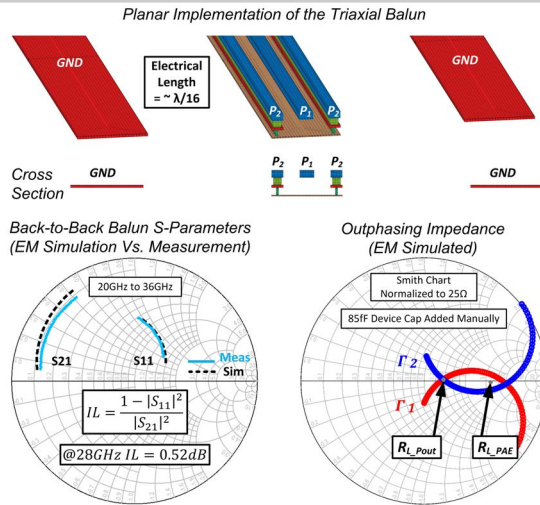 Planar Implementation of the Triaxial Balun
GND
Electrical
Length
= ~ λ/16
P2
P1
P2
GND
Cross
Section
GND
P2
P1
P2
GND
Back-to-Back Balun S-Parameters
(EM Simulation Vs. Measurement)
20GHz to 36GHz
S21
S11
Meas
Sim
IL = (1 − |S11|²) / |S21|²
@28GHz IL = 0.52dB
Outphasing Impedance
(EM Simulated)
Smith Chart
Normalized to 25Ω
85fF Device Cap Added Manually
Γ2
Γ1
RL_Pout
RL_PAE